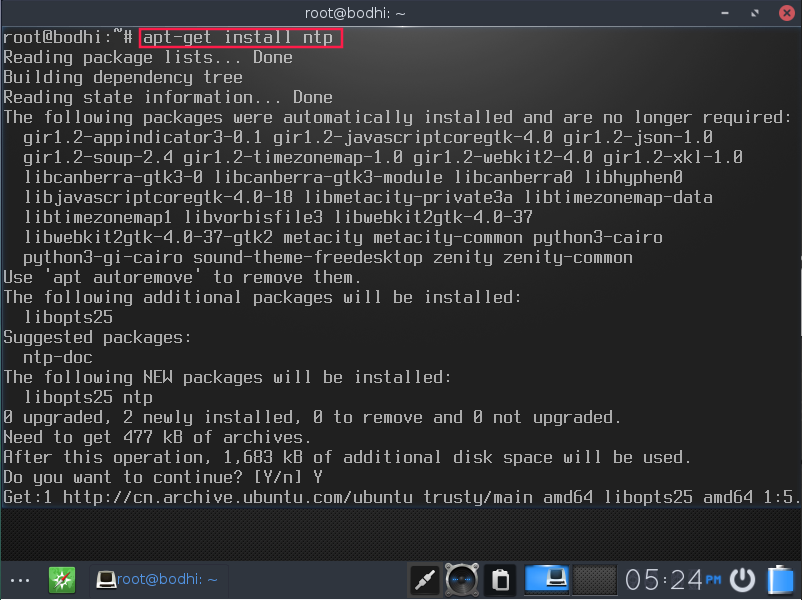 root@bodhi: ~
root@bodhi:~# apt-get install ntp
Reading package lists... Done
Building dependency tree
Reading state information... Done
The following packages were automatically installed and are no longer required:
  gir1.2-appindicator3-0.1 gir1.2-javascriptcoregtk-4.0 gir1.2-json-1.0
  gir1.2-soup-2.4 gir1.2-timezonemap-1.0 gir1.2-webkit2-4.0 gir1.2-xkl-1.0
  libcanberra-gtk3-0 libcanberra-gtk3-module libcanberra0 libhyphen0
  libjavascriptcoregtk-4.0-18 libmetacity-private3a libtimezonemap-data
  libtimezonemap1 libvorbisfile3 libwebkit2gtk-4.0-37
  libwebkit2gtk-4.0-37-gtk2 metacity metacity-common python3-cairo
  python3-gi-cairo sound-theme-freedesktop zenity zenity-common
Use 'apt autoremove' to remove them.
The following additional packages will be installed:
  libopts25
Suggested packages:
  ntp-doc
The following NEW packages will be installed:
  libopts25 ntp
0 upgraded, 2 newly installed, 0 to remove and 0 not upgraded.
Need to get 477 kB of archives.
After this operation, 1,683 kB of additional disk space will be used.
Do you want to continue? [Y/n] Y
Get:1 http://cn.archive.ubuntu.com/ubuntu trusty/main amd64 libopts25 amd64 1:5.
root@bodhi: ~
05:24 PM